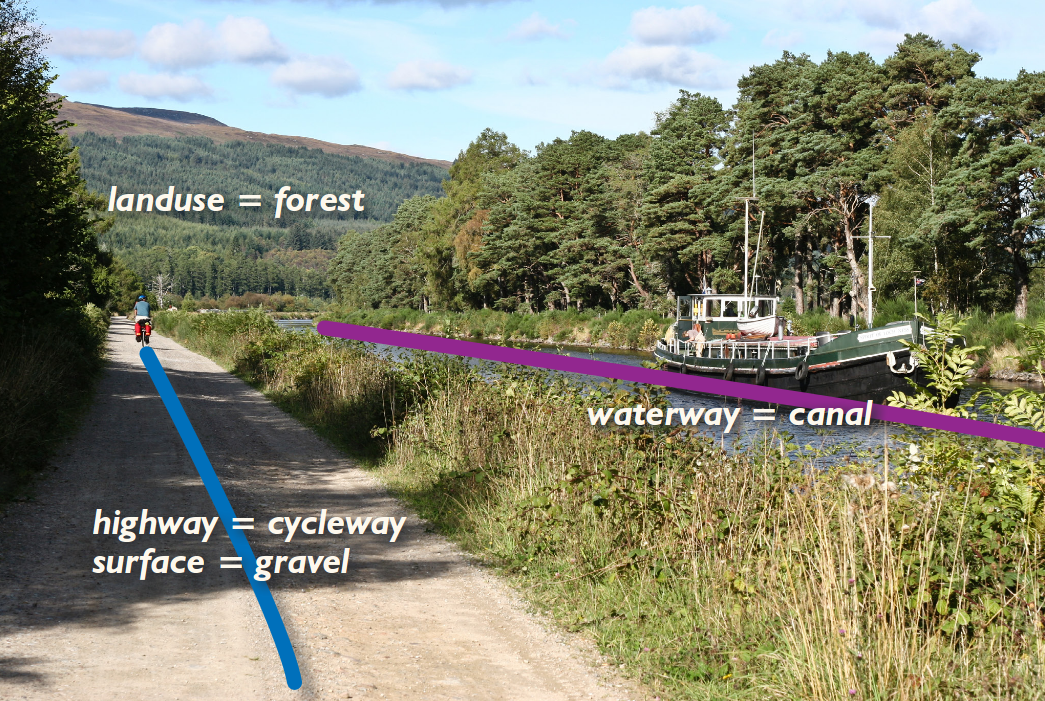 landuse = forest
waterway = canal
highway = cycleway
surface = gravel